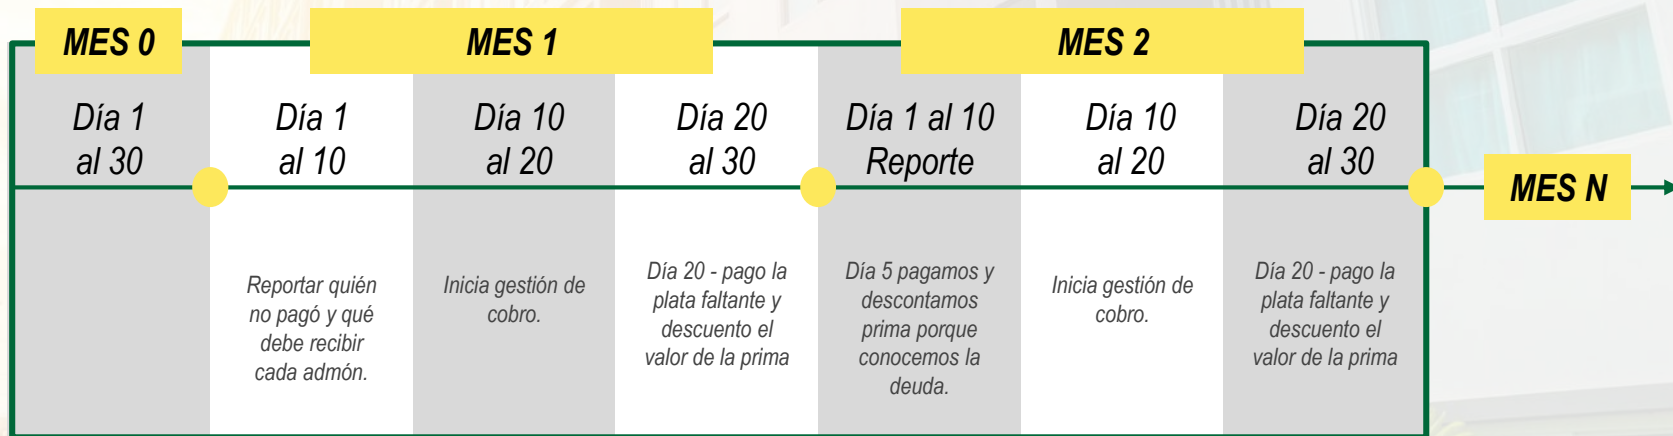 MES 0
MES 1
MES 2
Día 1
al 30
Día 1
al 10
Día 10
al 20
Día 20
al 30
Día 1 al 10
Reporte
Día 10
al 20
Día 20
al 30
MES N
Reportar quién
no pagó y qué
debe recibir
cada admón.
Inicia gestión de
cobro.
Día 20 - pago la
plata faltante y
descuento el
valor de la prima
Día 5 pagamos y
descontamos
prima porque
conocemos la
deuda.
Inicia gestión de
cobro.
Día 20 - pago la
plata faltante y
descuento el
valor de la prima